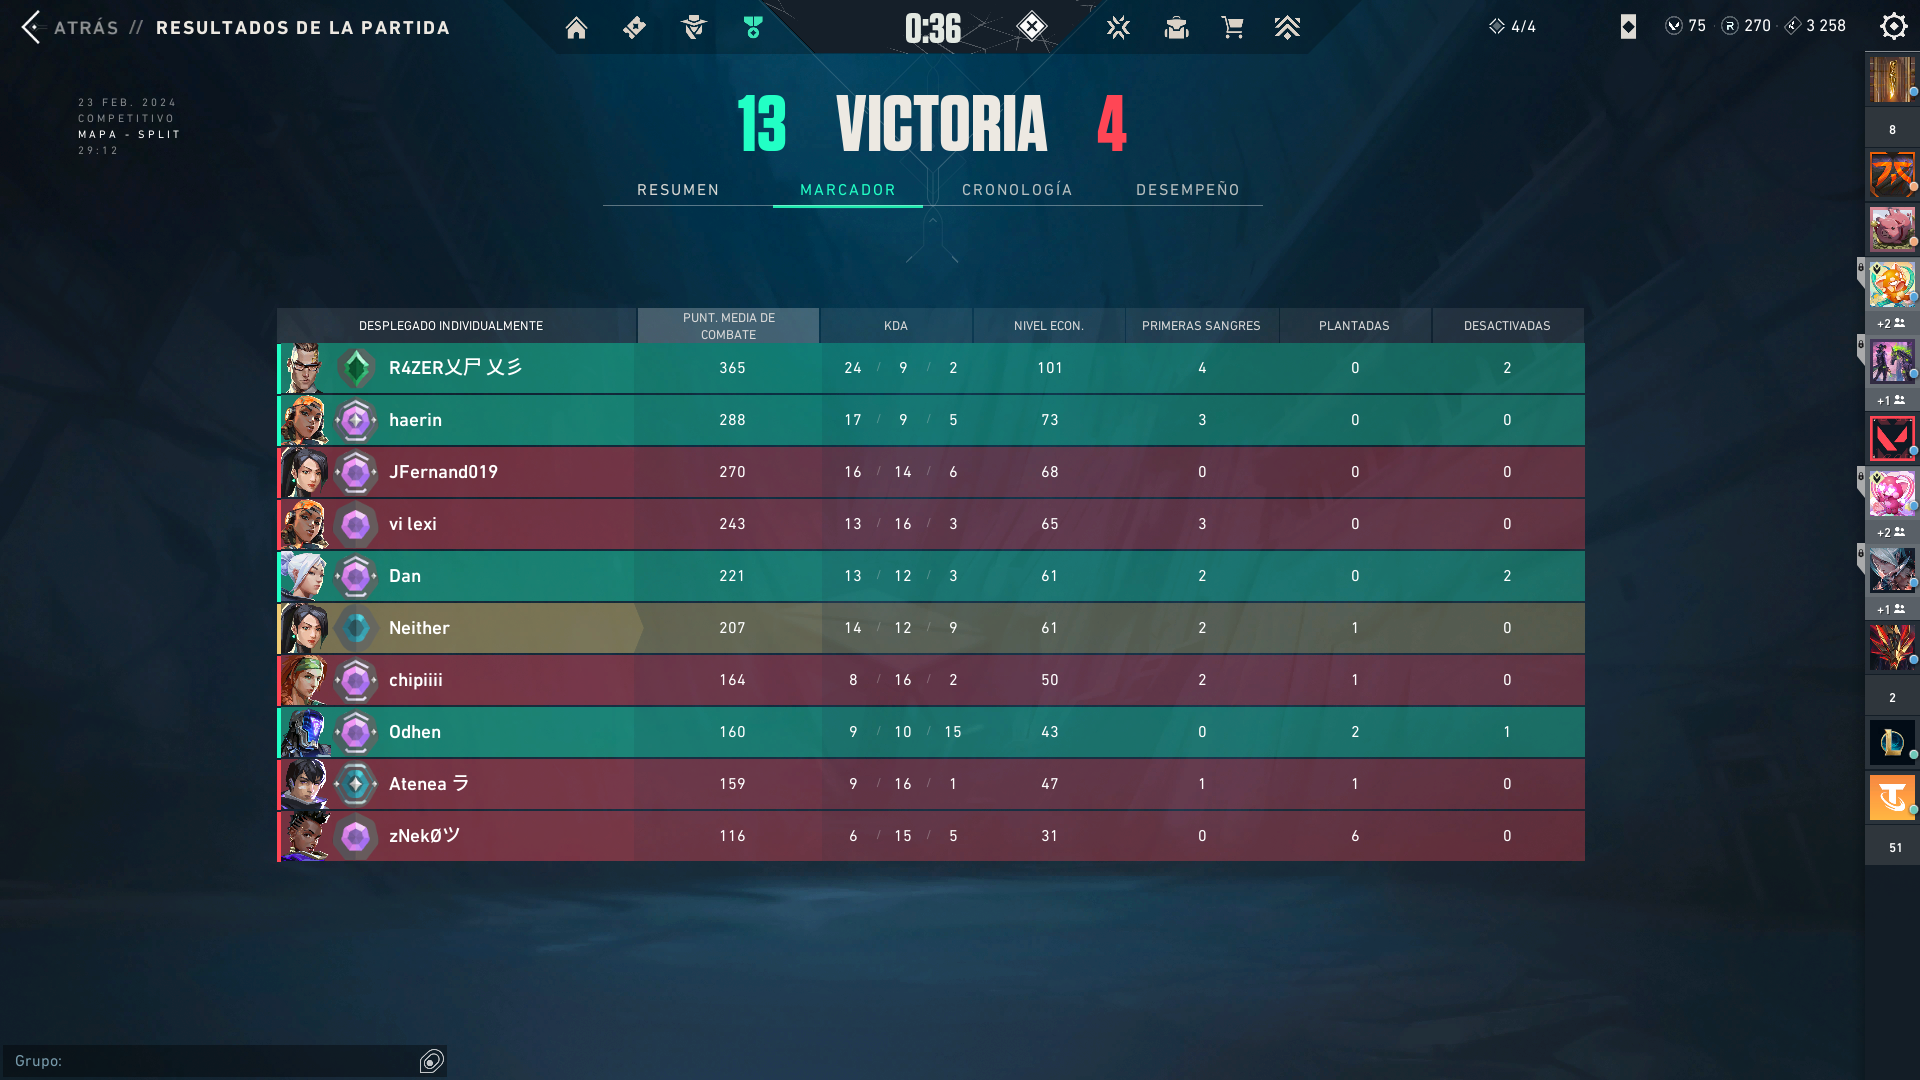 ATRÁS // RESULTADOS DE LA PARTIDA
0:36
4/4
75 · 270 · 3 258
23 FEB. 2024
COMPETITIVO
MAPA - SPLIT
29:12
13 VICTORIA 4
RESUMEN MARCADOR CRONOLOGÍA DESEMPEÑO
DESPLEGADO INDIVIDUALMENTE PUNT. MEDIA DE COMBATE KDA NIVEL ECON. PRIMERAS SANGRES PLANTADAS DESACTIVADAS
R4ZER乂尸 乂彡 365 24 / 9 / 2 101 4 0 2
haerin 288 17 / 9 / 5 73 3 0 0
JFernand019 270 16 / 14 / 6 68 0 0 0
vi lexi 243 13 / 16 / 3 65 3 0 0
Dan 221 13 / 12 / 3 61 2 0 2
Neither 207 14 / 12 / 9 61 2 1 0
chipiiii 164 8 / 16 / 2 50 2 1 0
Odhen 160 9 / 10 / 15 43 0 2 1
Atenea ラ 159 9 / 16 / 1 47 1 1 0
zNekØツ 116 6 / 15 / 5 31 0 6 0
8
+2
+1
+2
+1
2
51
Grupo: